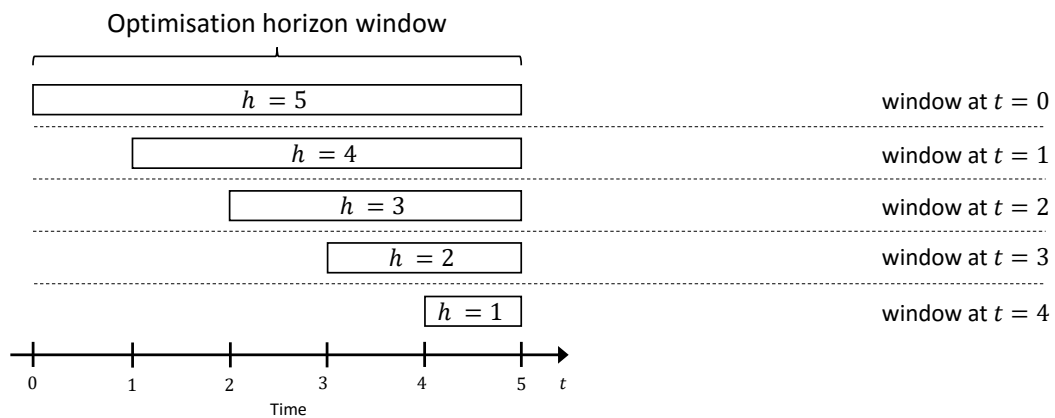 Optimisation horizon window
h = 5
window at t = 0
h = 4
window at t = 1
h = 3
window at t = 2
h = 2
window at t = 3
h = 1
window at t = 4
0 1 2 3 4 5 t
Time